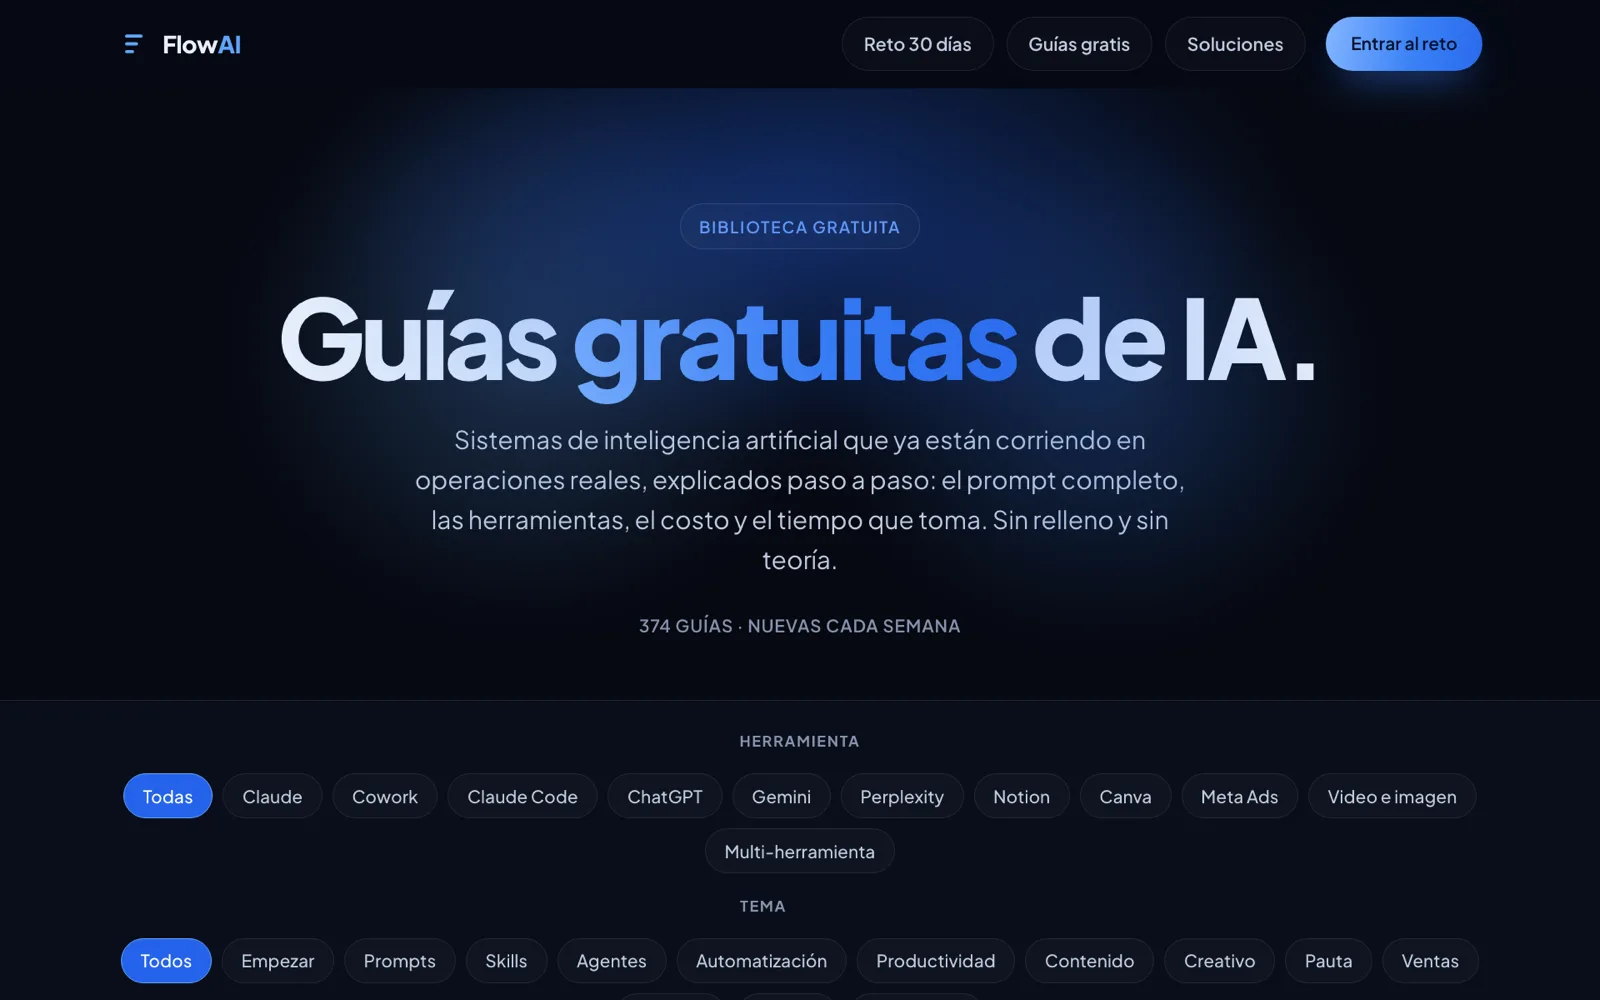 FlowAI
Reto 30 días
Guías gratis
Soluciones
Entrar al reto
BIBLIOTECA GRATUITA
Guías gratuitas de IA.
Sistemas de inteligencia artificial que ya están corriendo en
operaciones reales, explicados paso a paso: el prompt completo,
las herramientas, el costo y el tiempo que toma. Sin relleno y sin
teoría.
374 GUÍAS · NUEVAS CADA SEMANA
HERRAMIENTA
Todas
Claude
Cowork
Claude Code
ChatGPT
Gemini
Perplexity
Notion
Canva
Meta Ads
Video e imagen
Multi-herramienta
TEMA
Todos
Empezar
Prompts
Skills
Agentes
Automatización
Productividad
Contenido
Creativo
Pauta
Ventas